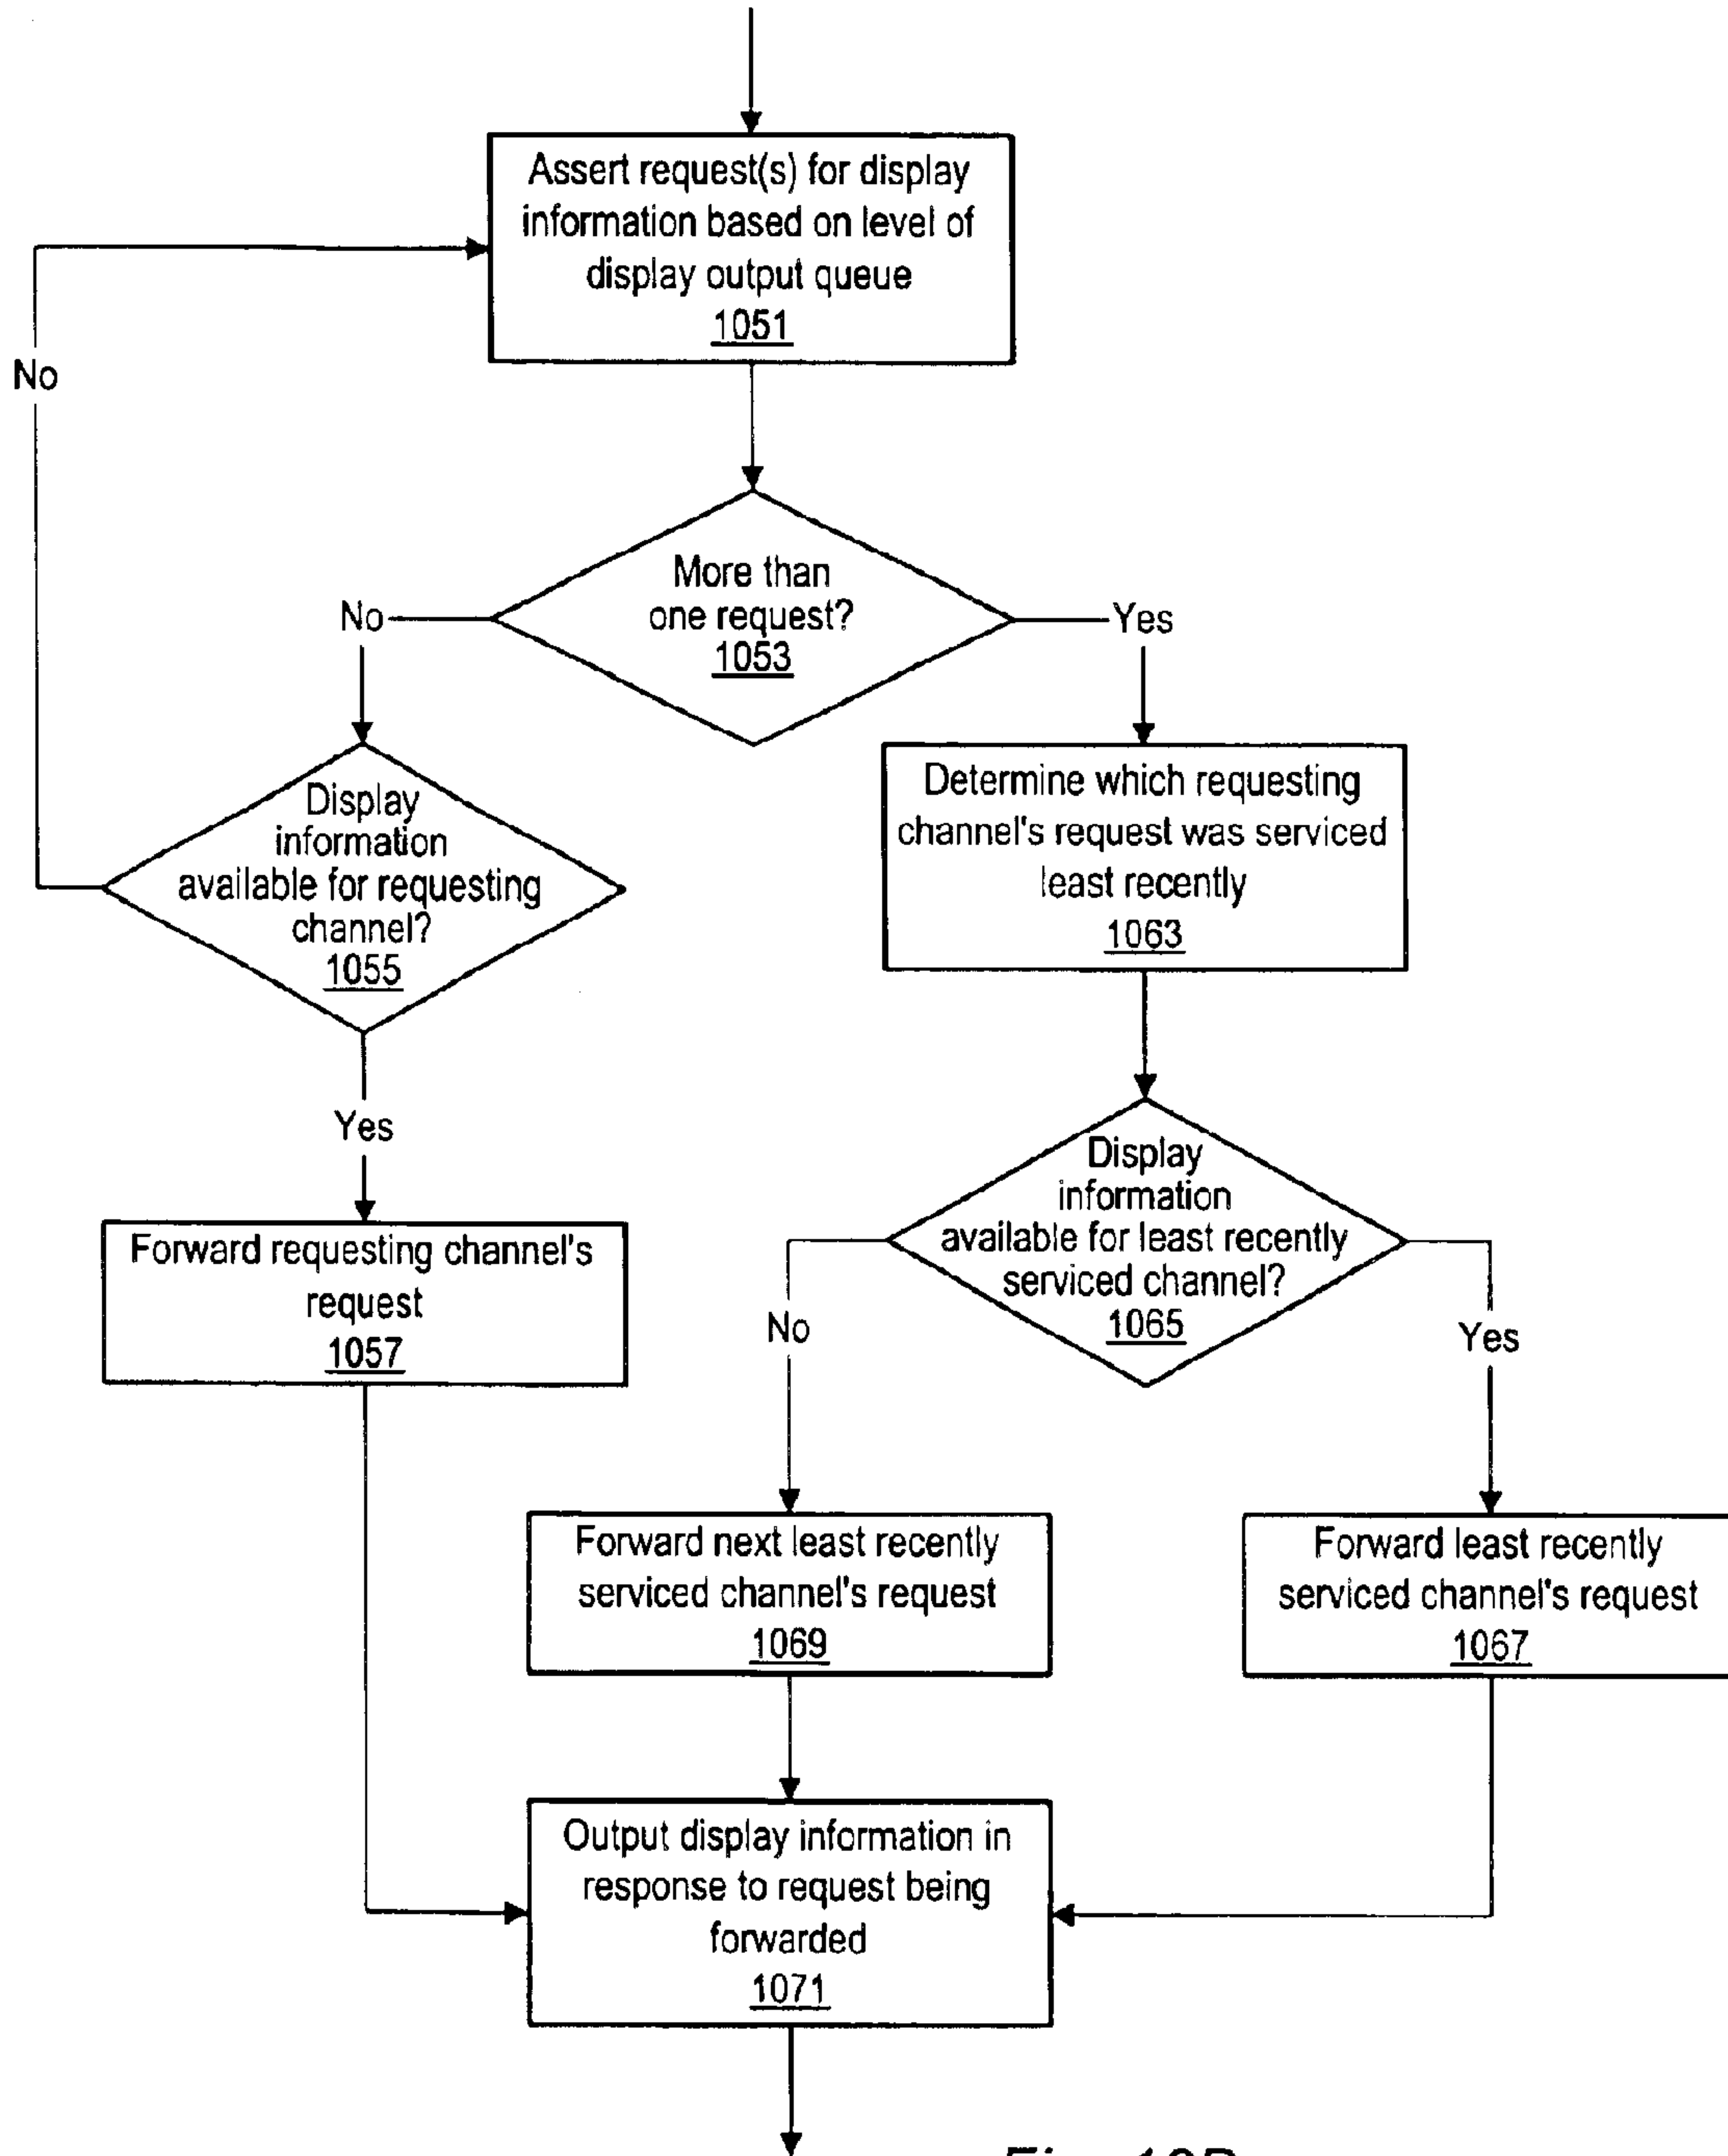 Assert request(s) for display
information based on level of
display output queue
1051
No
More than
one request?
1053
No
Yes
Display
information
available for requesting
channel?
1055
Determine which requesting
channel's request was serviced
least recently
1063
Yes
Display
information
available for least recently
serviced channel?
1065
Forward requesting channel's
request
1057
No
Yes
Forward next least recently
serviced channel's request
1069
Forward least recently
serviced channel's request
1067
Output display information in
response to request being
forwarded
1071